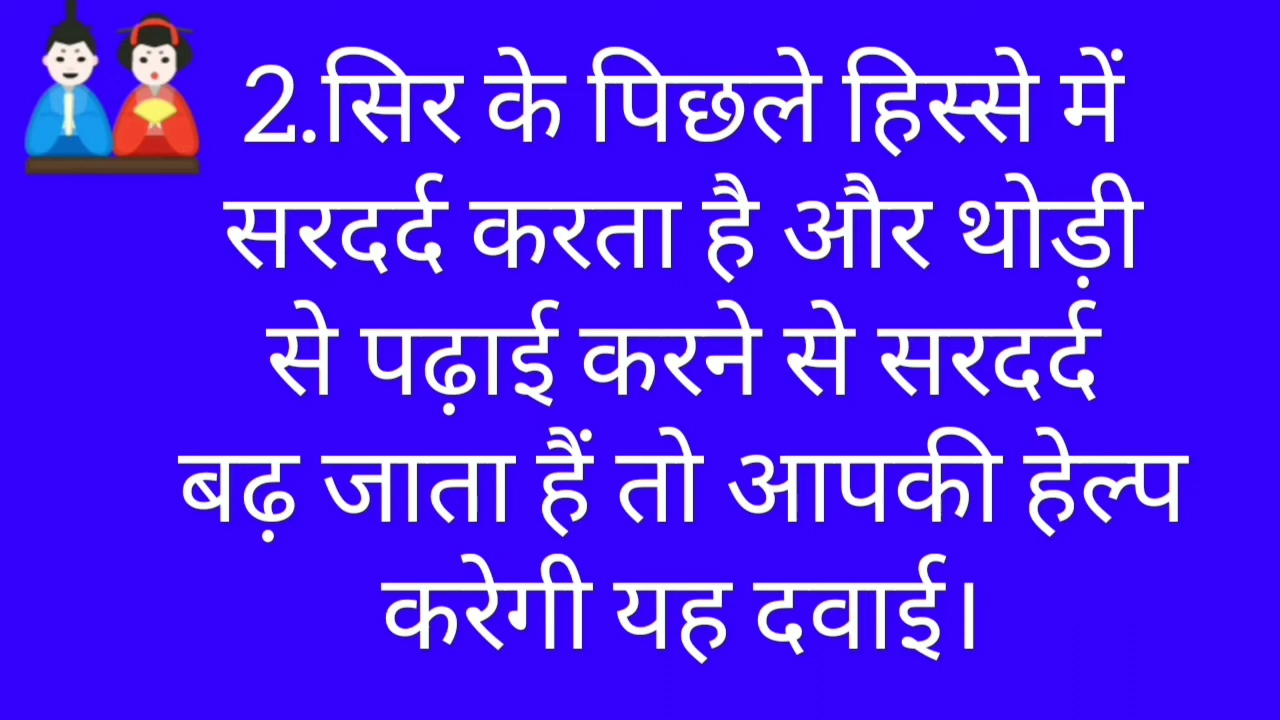 2.सिर के पिछले हिस्से में
सरदर्द करता है और थोड़ी
से पढ़ाई करने से सरदर्द
बढ़ जाता हैं तो आपकी हेल्प
करेगी यह दवाई।